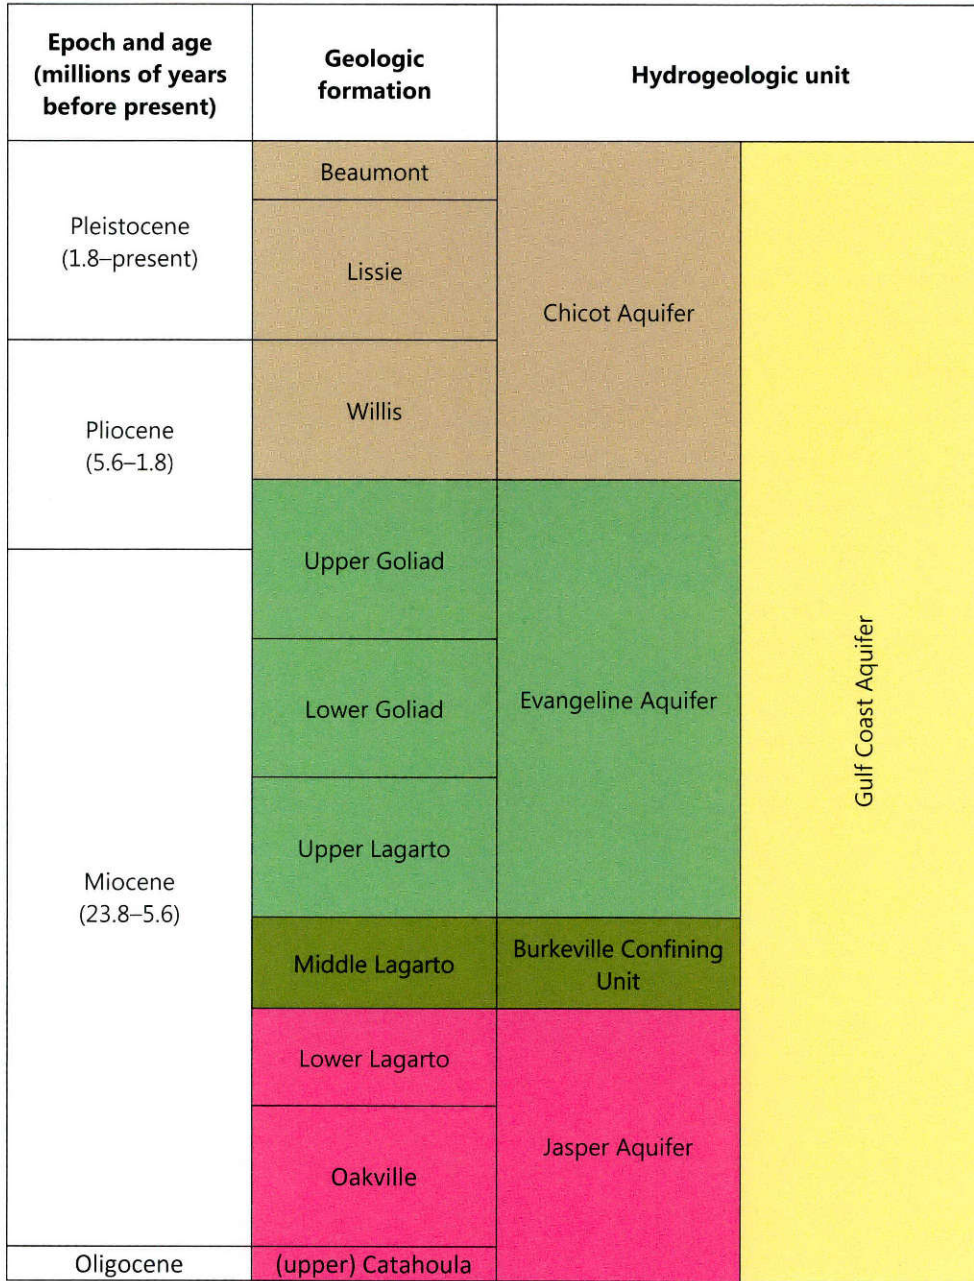 Epoch and age
(millions of years
before present)
Geologic
formation
Hydrogeologic unit
Pleistocene
(1.8–present)
Pliocene
(5.6–1.8)
Miocene
(23.8–5.6)
Oligocene
Beaumont
Lissie
Willis
Upper Goliad
Lower Goliad
Upper Lagarto
Middle Lagarto
Lower Lagarto
Oakville
(upper) Catahoula
Chicot Aquifer
Evangeline Aquifer
Burkeville Confining
Unit
Jasper Aquifer
Gulf Coast Aquifer